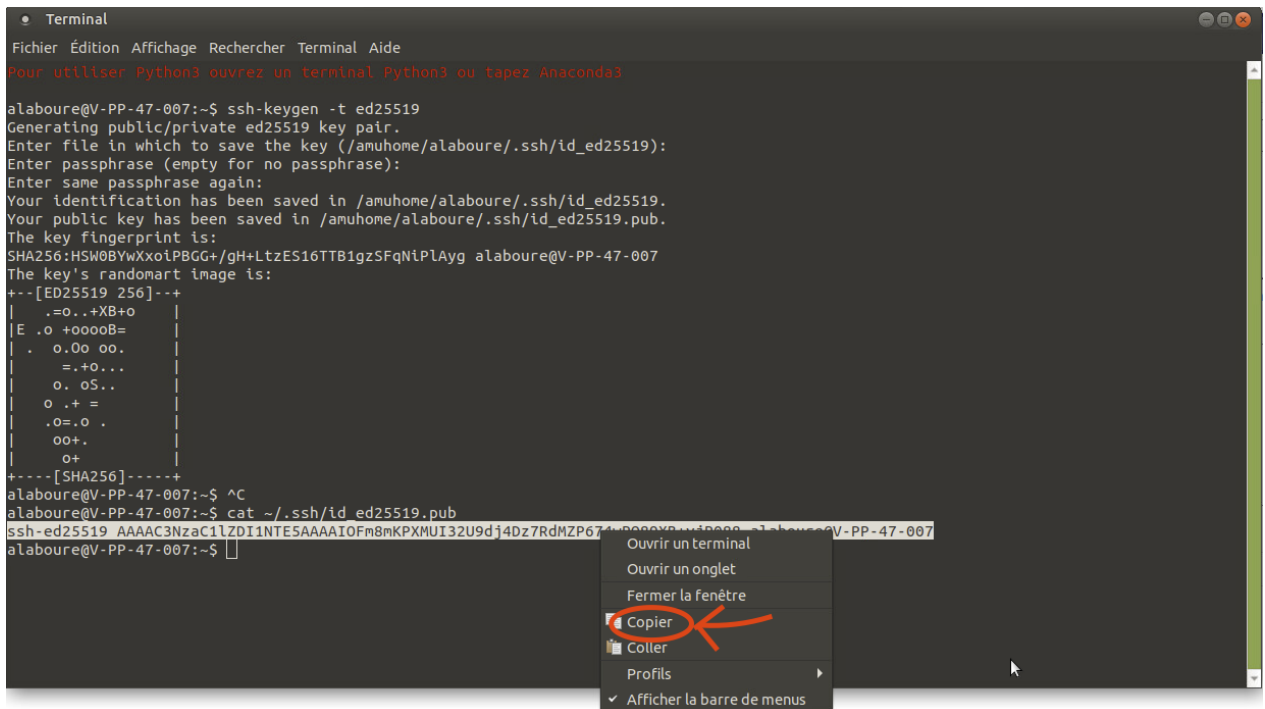 Terminal
Fichier Édition Affichage Rechercher Terminal Aide
Pour utiliser Python3 ouvrez un terminal Python3 ou tapez Anaconda3
alaboure@V-PP-47-007:~$ ssh-keygen -t ed25519
Generating public/private ed25519 key pair.
Enter file in which to save the key (/amuhome/alaboure/.ssh/id_ed25519):
Enter passphrase (empty for no passphrase):
Enter same passphrase again:
Your identification has been saved in /amuhome/alaboure/.ssh/id_ed25519.
Your public key has been saved in /amuhome/alaboure/.ssh/id_ed25519.pub.
The key fingerprint is:
SHA256:HSW0BYwXxoiPBGG+/gH+LtzES16TTB1gzSFqNiPlAyg alaboure@V-PP-47-007
The key's randomart image is:
+--[ED25519 256]--+
|    .=o..+XB+o    |
|E .o +ooooB=      |
| .  o.Oo oo.      |
|      =.+o...     |
|     o. oS..      |
|    o .+ =        |
|    .o=.o .       |
|     oo+.         |
|      o+          |
+----[SHA256]-----+
alaboure@V-PP-47-007:~$ ^C
alaboure@V-PP-47-007:~$ cat ~/.ssh/id_ed25519.pub
ssh-ed25519
alaboure@V-PP-47-007:~$
Ouvrir un terminal
Ouvrir un onglet
Fermer la fenêtre
Copier
Coller
Profils
Afficher la barre de menus